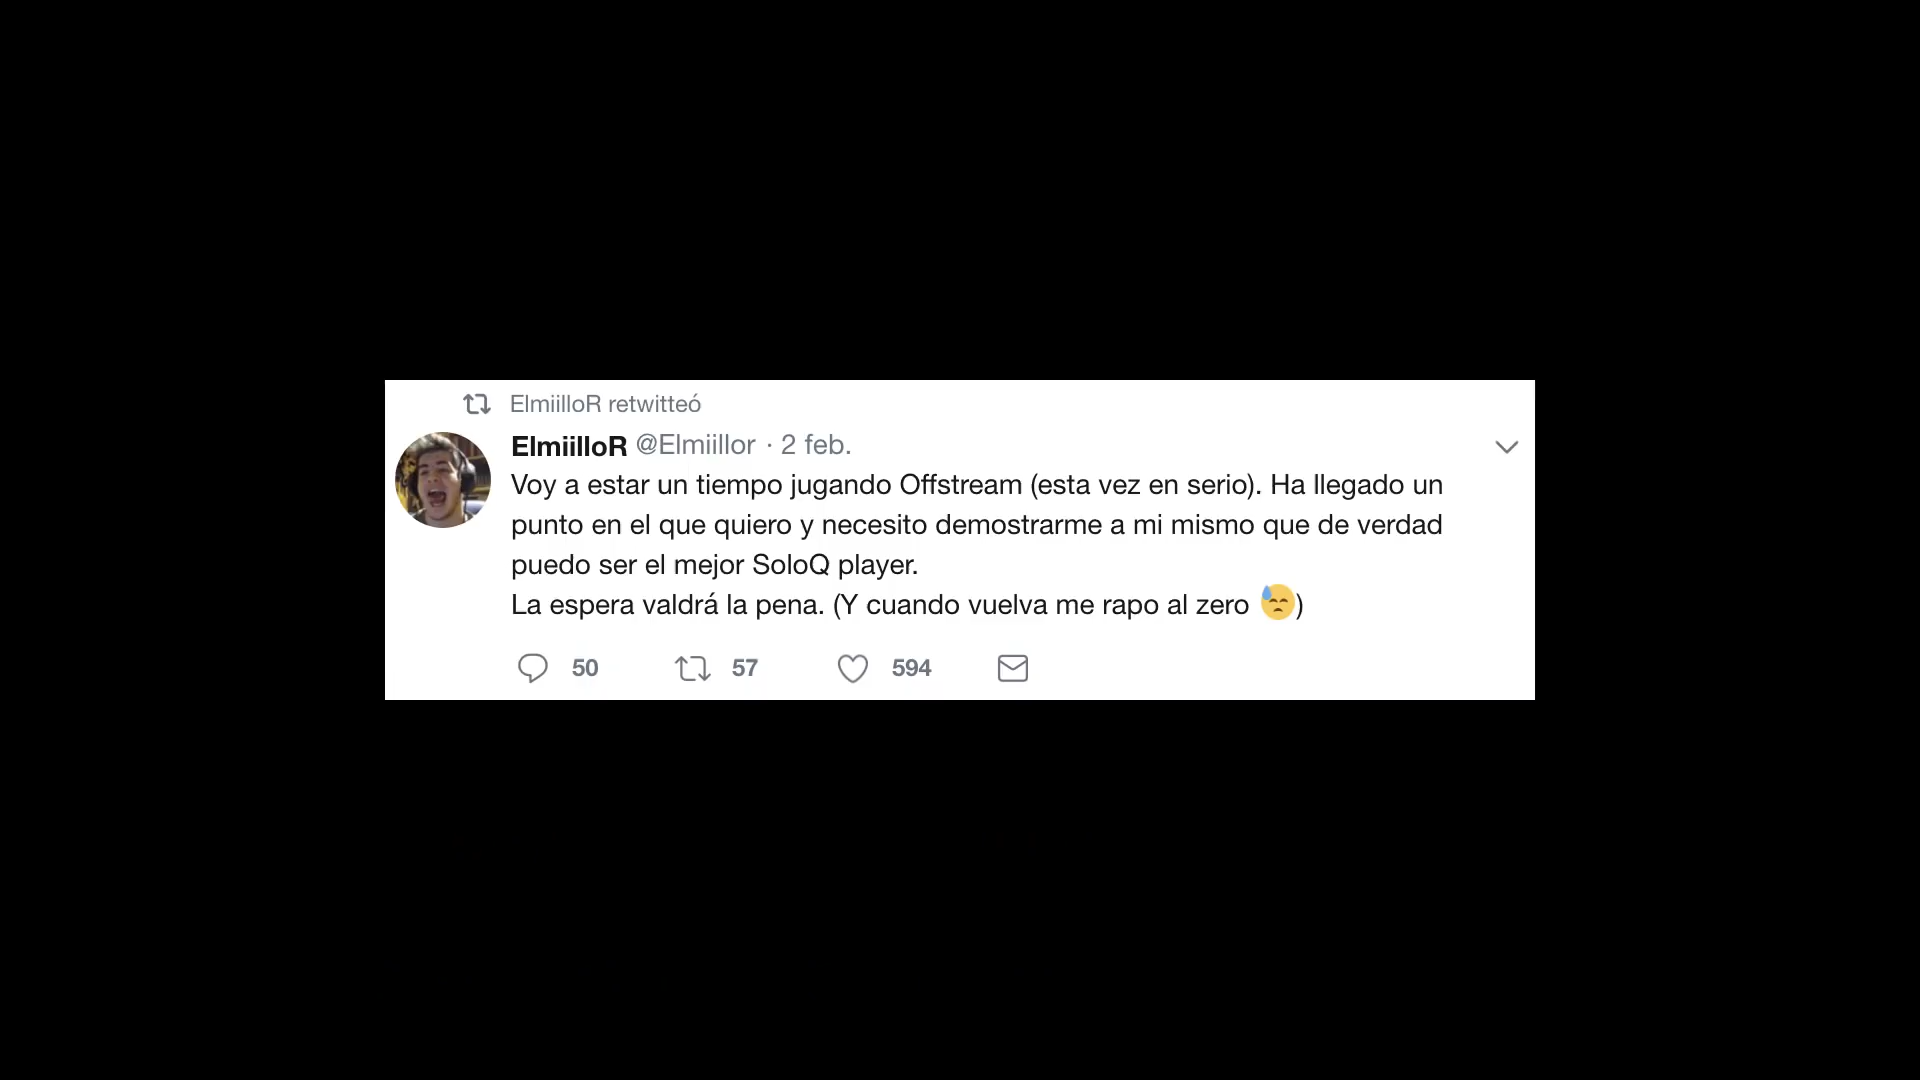 ElmiilloR retwitteó
ElmiilloR @Elmiillor · 2 feb.
Voy a estar un tiempo jugando Offstream (esta vez en serio). Ha llegado un
punto en el que quiero y necesito demostrarme a mi mismo que de verdad
puedo ser el mejor SoloQ player.
La espera valdrá la pena. (Y cuando vuelva me rapo al zero 😓)
50 57 594